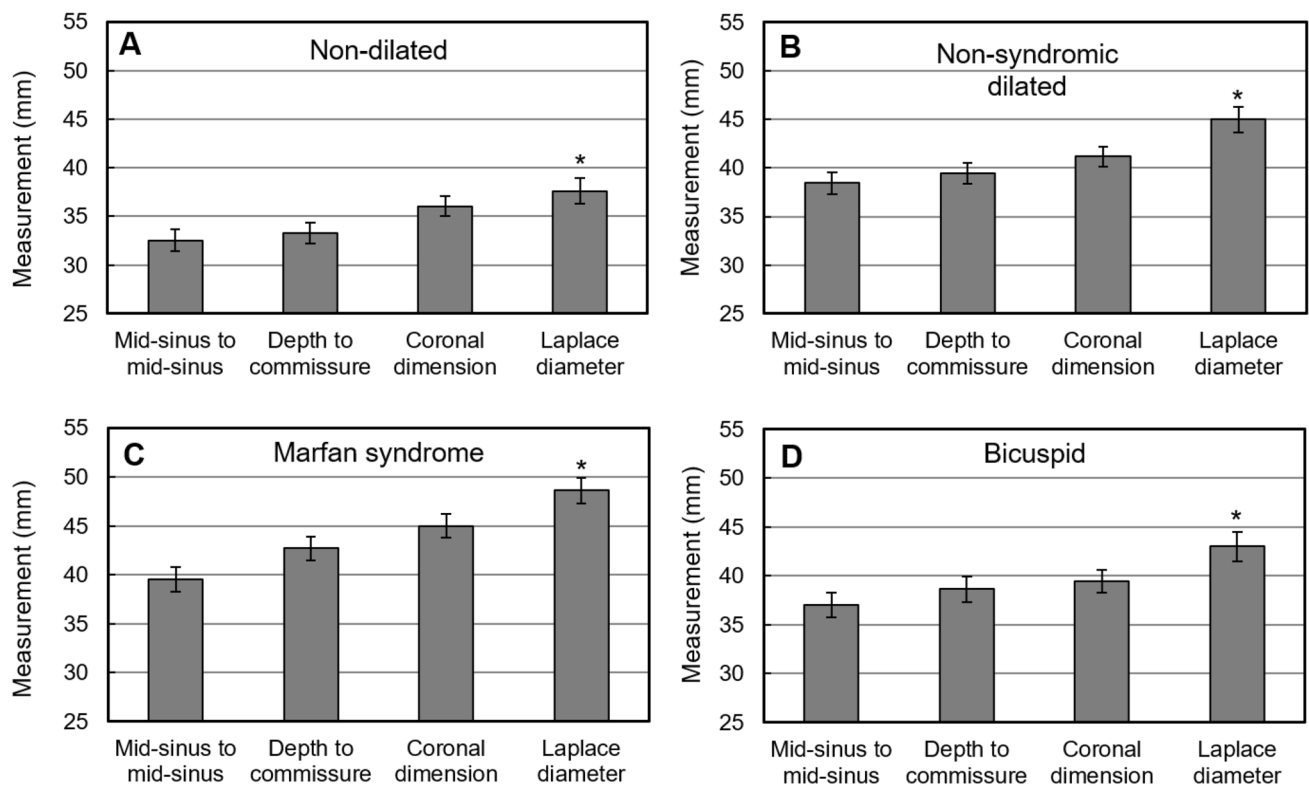 A
Non-dilated
Measurement (mm)
55
50
45
40
35
30
25
*
Mid-sinus to
mid-sinus
Depth to
commissure
Coronal
dimension
Laplace
diameter
B
Non-syndromic
dilated
Measurement (mm)
55
50
45
40
35
30
25
*
Mid-sinus to
mid-sinus
Depth to
commissure
Coronal
dimension
Laplace
diameter
C
Marfan syndrome
Measurement (mm)
55
50
45
40
35
30
25
*
Mid-sinus to
mid-sinus
Depth to
commissure
Coronal
dimension
Laplace
diameter
D
Bicuspid
Measurement (mm)
55
50
45
40
35
30
25
*
Mid-sinus to
mid-sinus
Depth to
commissure
Coronal
dimension
Laplace
diameter